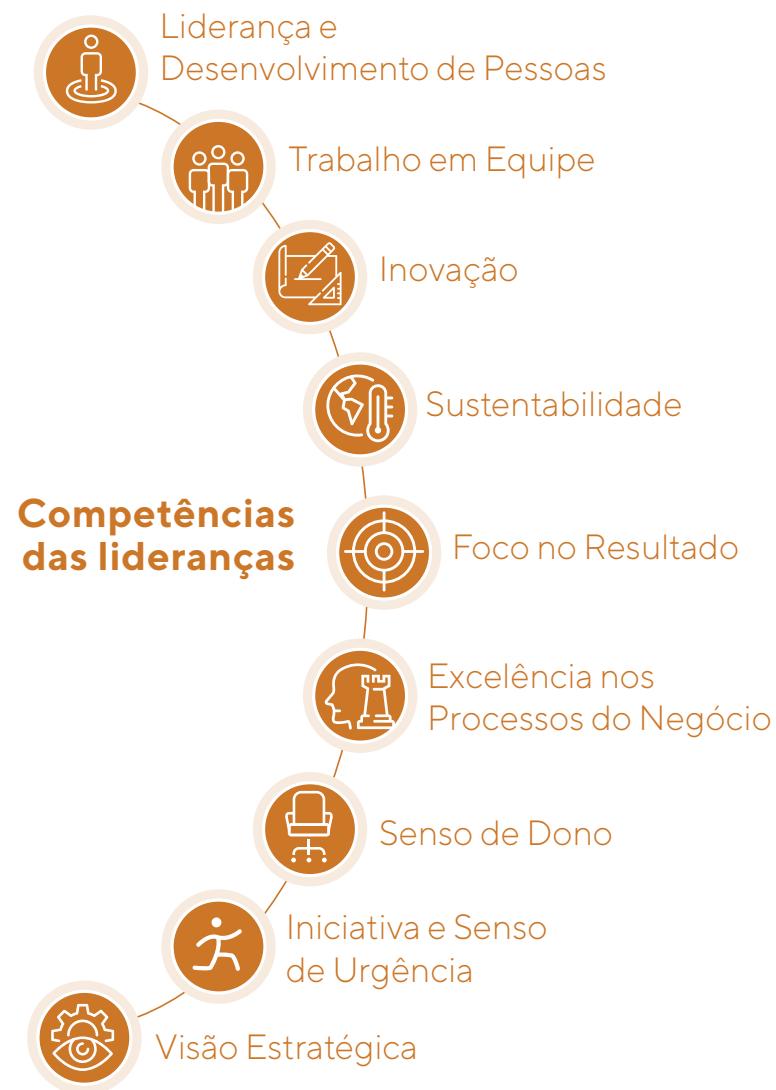 Liderança e
Desenvolvimento de Pessoas
Trabalho em Equipe
Inovação
Sustentabilidade
Competências
das lideranças
Foco no Resultado
Excelência nos
Processos do Negócio
Senso de Dono
Iniciativa e Senso
de Urgência
Visão Estratégica